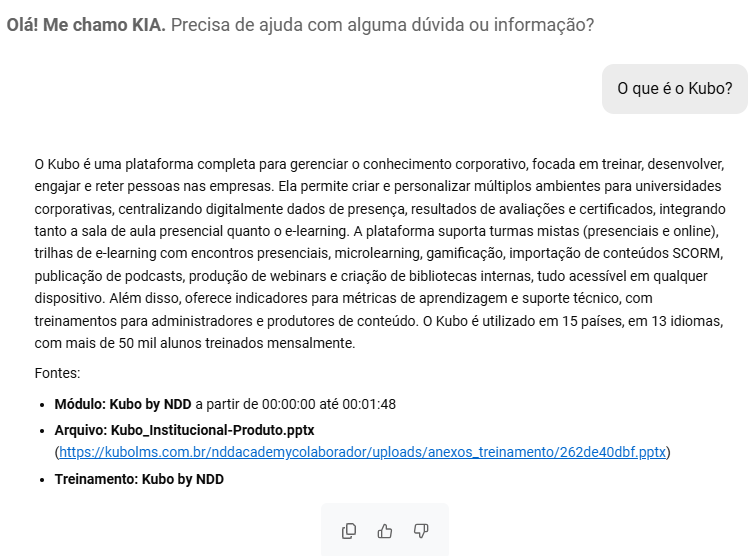 Olá! Me chamo KIA. Precisa de ajuda com alguma dúvida ou informação?
O que é o Kubo?
O Kubo é uma plataforma completa para gerenciar o conhecimento corporativo, focada em treinar, desenvolver,
engajar e reter pessoas nas empresas. Ela permite criar e personalizar múltiplos ambientes para universidades
corporativas, centralizando digitalmente dados de presença, resultados de avaliações e certificados, integrando
tanto a sala de aula presencial quanto o e-learning. A plataforma suporta turmas mistas (presenciais e online),
trilhas de e-learning com encontros presenciais, microlearning, gamificação, importação de conteúdos SCORM,
publicação de podcasts, produção de webinars e criação de bibliotecas internas, tudo acessível em qualquer
dispositivo. Além disso, oferece indicadores para métricas de aprendizagem e suporte técnico, com
treinamentos para administradores e produtores de conteúdo. O Kubo é utilizado em 15 países, em 13 idiomas,
com mais de 50 mil alunos treinados mensalmente.
Fontes:
• Módulo: Kubo by NDD a partir de 00:00:00 até 00:01:48
• Arquivo: Kubo_Institucional-Produto.pptx
(https://kubolms.com.br/nddacademycolaborador/uploads/anexos_treinamento/262de40dbf.pptx)
• Treinamento: Kubo by NDD